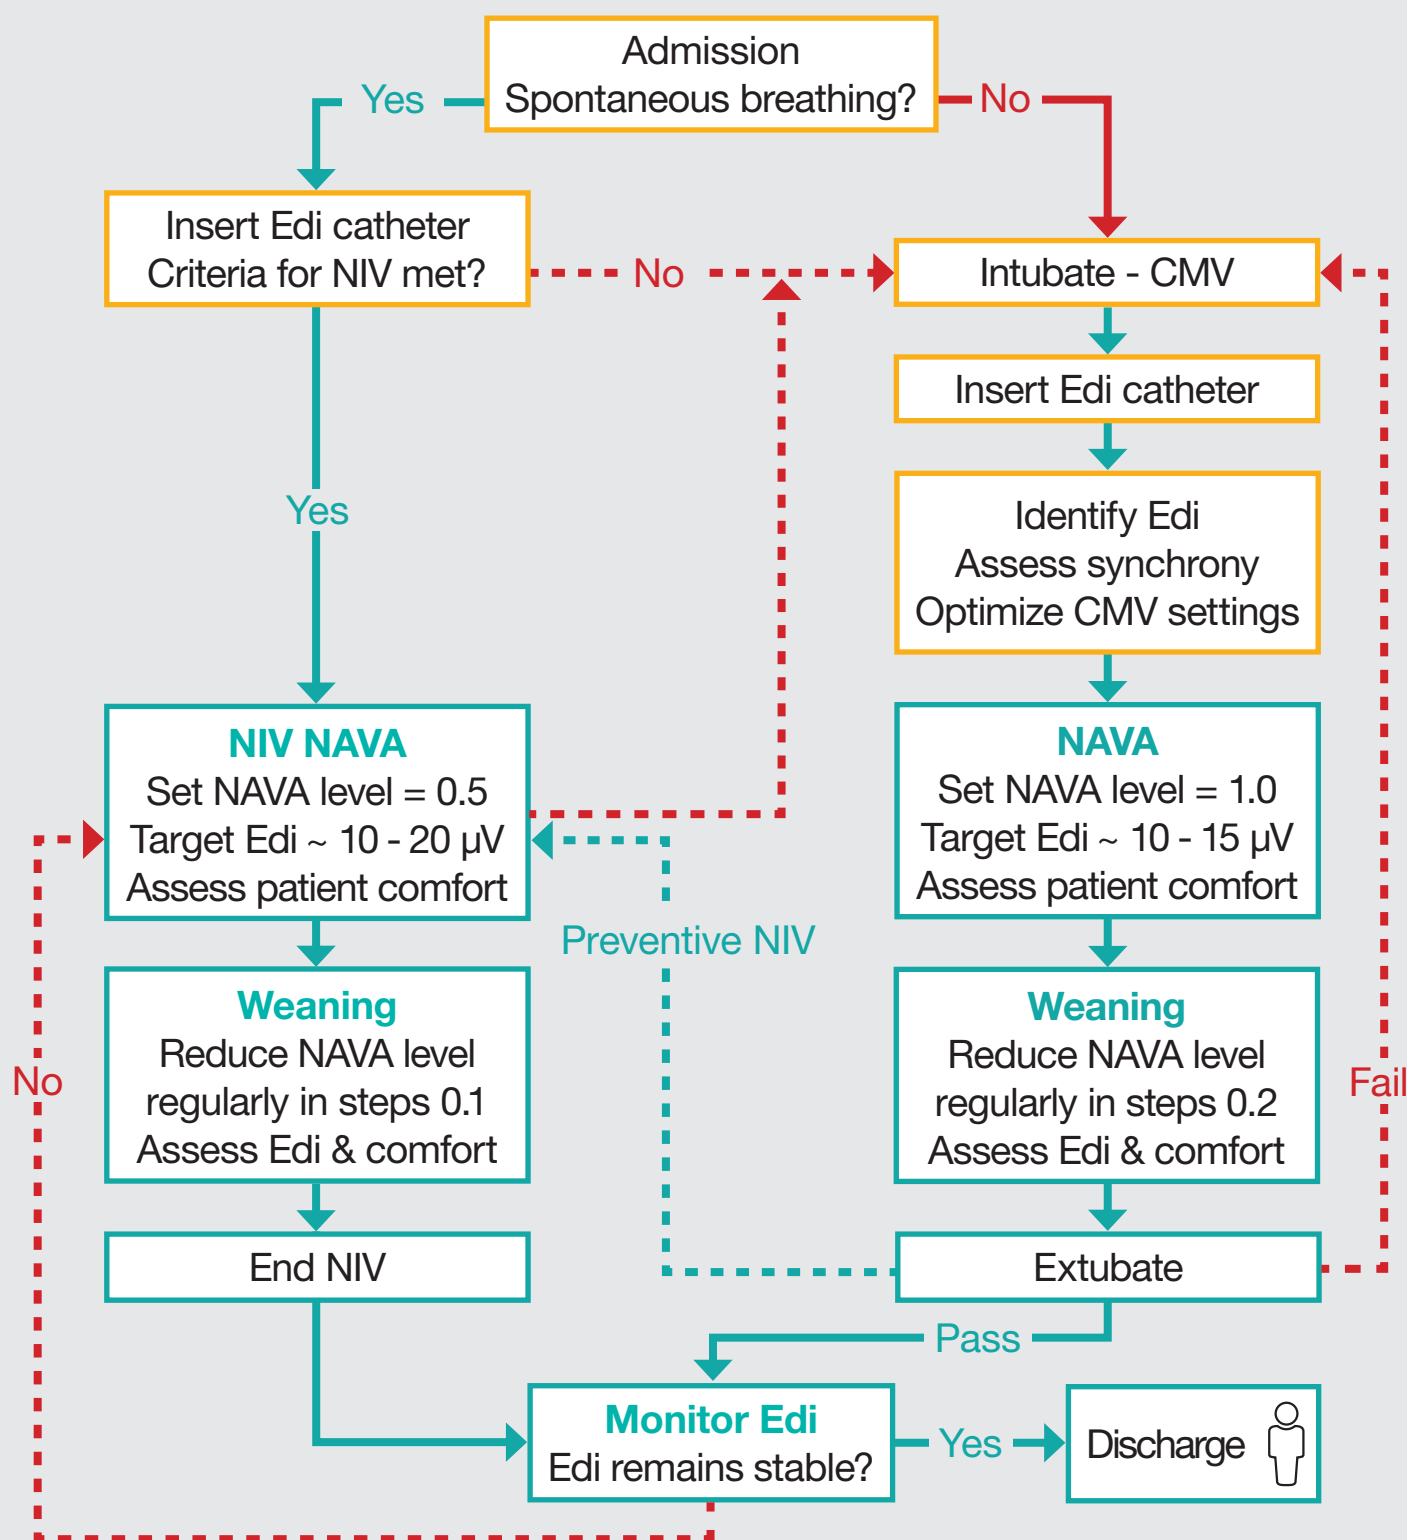 Admission
Spontaneous breathing?
Yes
No
Insert Edi catheter
Criteria for NIV met?
No
Intubate - CMV
Insert Edi catheter
Yes
Identify Edi
Assess synchrony
Optimize CMV settings
NIV NAVA
Set NAVA level = 0.5
Target Edi ~ 10 - 20 µV
Assess patient comfort
NAVA
Set NAVA level = 1.0
Target Edi ~ 10 - 15 µV
Assess patient comfort
Preventive NIV
Weaning
Reduce NAVA level
regularly in steps 0.1
Assess Edi & comfort
Weaning
Reduce NAVA level
regularly in steps 0.2
Assess Edi & comfort
No
Fail
End NIV
Extubate
Pass
Monitor Edi
Edi remains stable?
Yes
Discharge